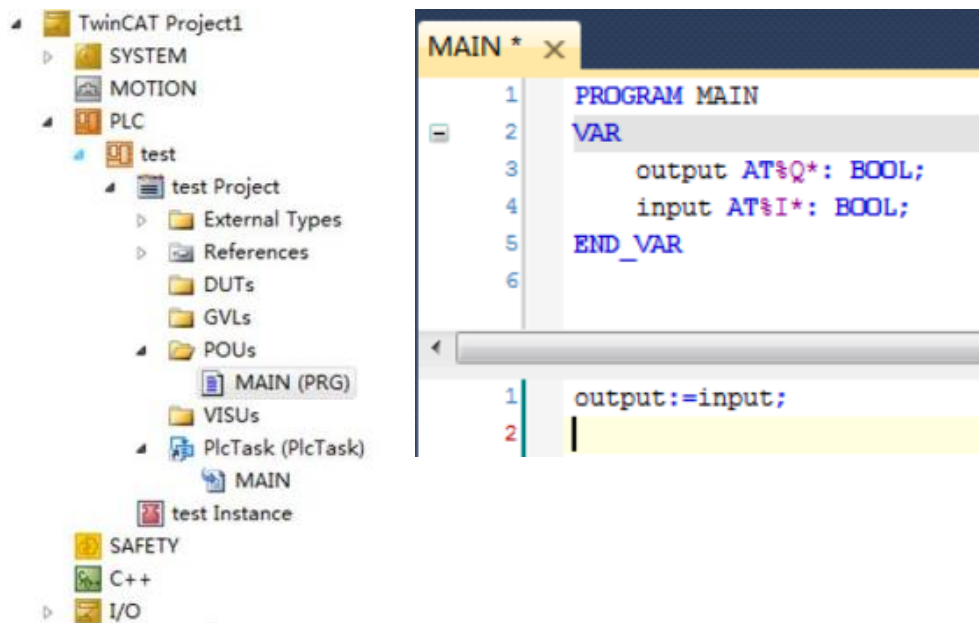 TwinCAT Project1
SYSTEM
MOTION
PLC
test
test Project
External Types
References
DUTs
GVLs
POUs
MAIN (PRG)
VISUs
PlcTask (PlcTask)
MAIN
test Instance
SAFETY
C++
I/O
MAIN *
1 PROGRAM MAIN
2 VAR
3 output AT%Q*: BOOL;
4 input AT%I*: BOOL;
5 END_VAR
6
1 output:=input;
2